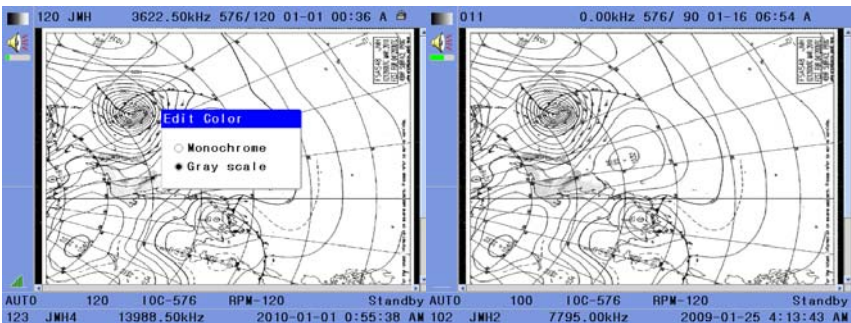 120 JMH 3622.50kHz 576/120 01-01 00:36 A
Edit Color
Monochrome
Gray scale
AUTO 120 IOC-576 RPM-120 Standby
123 JMH4 13988.50kHz 2010-01-01 0:55:38 AM
011 0.00kHz 576/ 90 01-16 06:54 A
AUTO 100 IOC-576 RPM-120 Standby
102 JMH2 7795.00kHz 2009-01-25 4:13:43 AM